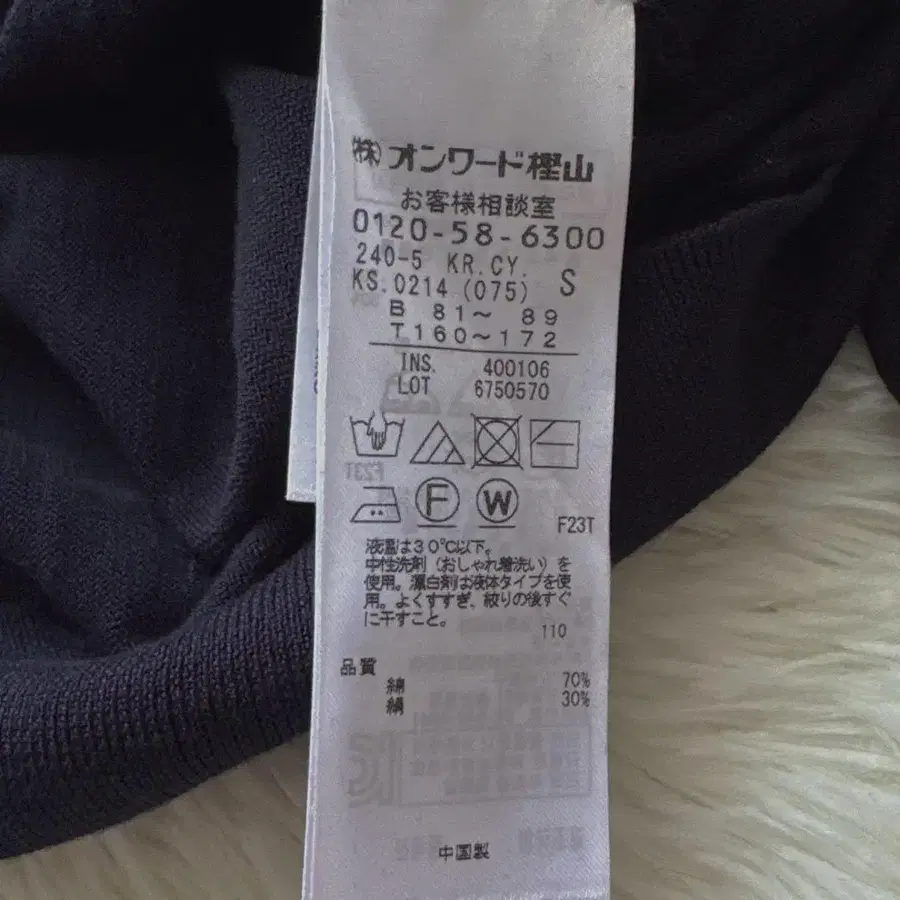 ㈱オンワード樫山
お客様相談室
0120-58-6300
240-5 KR.CY.
KS.0214 (075) S
B 81～ 89
T 160～172
INS. 400106
LOT 6750570
F
W
F23T
液温は30℃以下。
中性洗剤（おしゃれ着洗い）を
使用。漂白剤は液体タイプを使
用。よくすすぎ、絞りの後すぐ
に干すこと。
110
品質
綿 70%
絹 30%
中国製